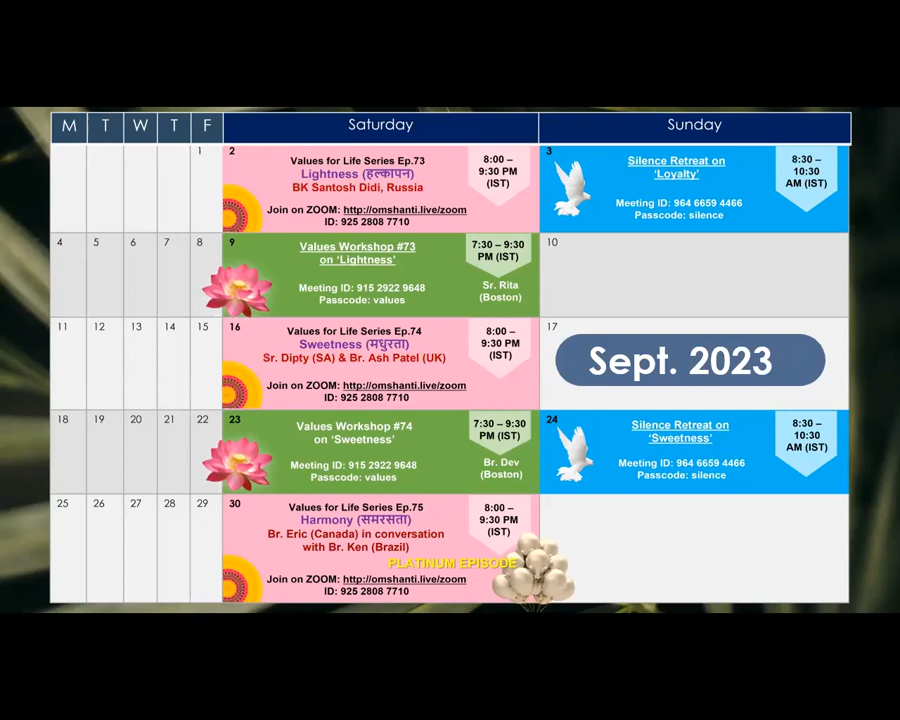 M T W T F Saturday Sunday
1
2
Values for Life Series Ep.73
Lightness (हल्कापन)
BK Santosh Didi, Russia
Join on ZOOM: http://omshanti.live/zoom
ID: 925 2808 7710
8:00 –
9:30 PM
(IST)
3
Silence Retreat on
‘Loyalty’
Meeting ID: 964 6659 4466
Passcode: silence
8:30 –
10:30
AM (IST)
4 5 6 7 8
9
Values Workshop #73
on ‘Lightness’
Meeting ID: 915 2922 9648
Passcode: values
7:30 – 9:30
PM (IST)
Sr. Rita
(Boston)
10
11 12 13 14 15
16
Values for Life Series Ep.74
Sweetness (मधुरता)
Sr. Dipty (SA) & Br. Ash Patel (UK)
Join on ZOOM: http://omshanti.live/zoom
ID: 925 2808 7710
8:00 –
9:30 PM
(IST)
17
Sept. 2023
18 19 20 21 22
23
Values Workshop #74
on ‘Sweetness’
Meeting ID: 915 2922 9648
Passcode: values
7:30 – 9:30
PM (IST)
Br. Dev
(Boston)
24
Silence Retreat on
‘Sweetness’
Meeting ID: 964 6659 4466
Passcode: silence
8:30 –
10:30
AM (IST)
25 26 27 28 29
30
Values for Life Series Ep.75
Harmony (समरसता)
Br. Eric (Canada) in conversation
with Br. Ken (Brazil)
PLATINUM EPISODE
Join on ZOOM: http://omshanti.live/zoom
ID: 925 2808 7710
8:00 –
9:30 PM
(IST)